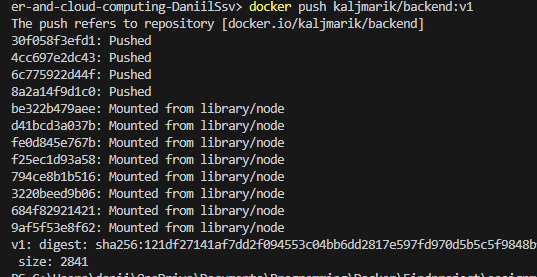 er-and-cloud-computing-DaniilSsv> docker push kaljmarik/backend:v1
The push refers to repository [docker.io/kaljmarik/backend]
30f058f3efd1: Pushed
4cc697e2dc43: Pushed
6c775922d44f: Pushed
8a2a14f9d1c0: Pushed
be322b479aee: Mounted from library/node
d41bcd3a037b: Mounted from library/node
fe0d845e767b: Mounted from library/node
f25ec1d93a58: Mounted from library/node
794ce8b1b516: Mounted from library/node
3220beed9b06: Mounted from library/node
684f82921421: Mounted from library/node
9af5f53e8f62: Mounted from library/node
v1: digest: sha256:121df27141af7dd2f094553c04bb6dd2817e597fd970d5b5c5f9848b
size: 2841